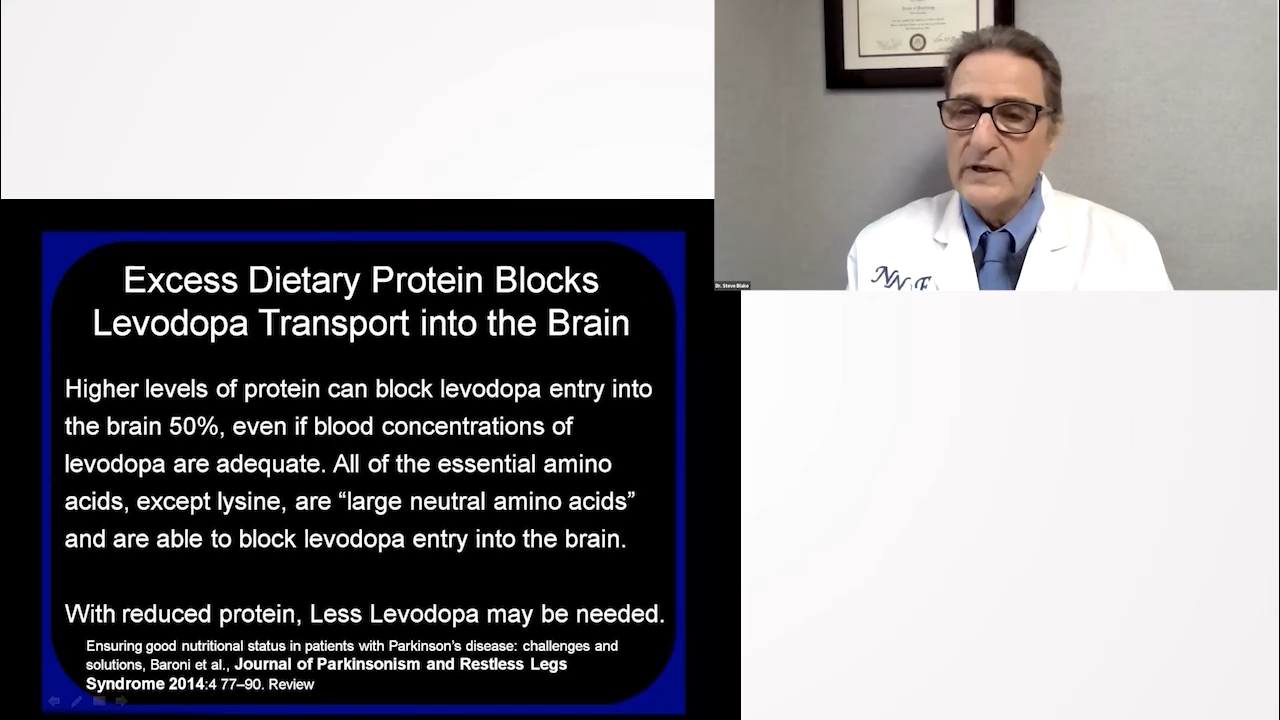 Dr. Steve Blake
NN F
Excess Dietary Protein Blocks
Levodopa Transport into the Brain
Higher levels of protein can block levodopa entry into
the brain 50%, even if blood concentrations of
levodopa are adequate. All of the essential amino
acids, except lysine, are “large neutral amino acids”
and are able to block levodopa entry into the brain.
With reduced protein, Less Levodopa may be needed.
Ensuring good nutritional status in patients with Parkinson’s disease: challenges and
solutions, Baroni et al., Journal of Parkinsonism and Restless Legs
Syndrome 2014:4 77–90. Review